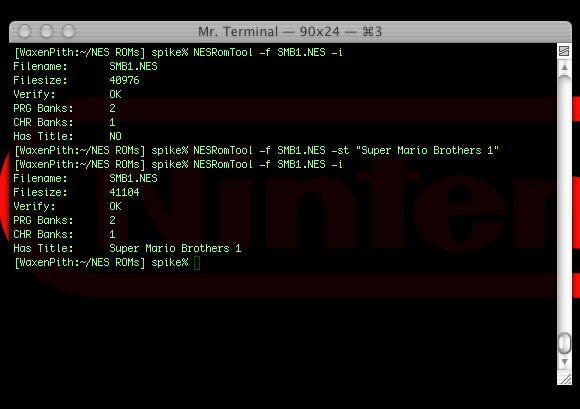 Mr. Terminal — 90x24 — ⌘3
[WaxenPith:~/NES ROMs] spike% NESRomTool -f SMB1.NES -i
Filename: SMB1.NES
Filesize: 40976
Verify: OK
PRG Banks: 2
CHR Banks: 1
Has Title: NO
[WaxenPith:~/NES ROMs] spike% NESRomTool -f SMB1.NES -st "Super Mario Brothers 1"
[WaxenPith:~/NES ROMs] spike% NESRomTool -f SMB1.NES -i
Filename: SMB1.NES
Filesize: 41104
Verify: OK
PRG Banks: 2
CHR Banks: 1
Has Title: Super Mario Brothers 1
[WaxenPith:~/NES ROMs] spike%
Ninten